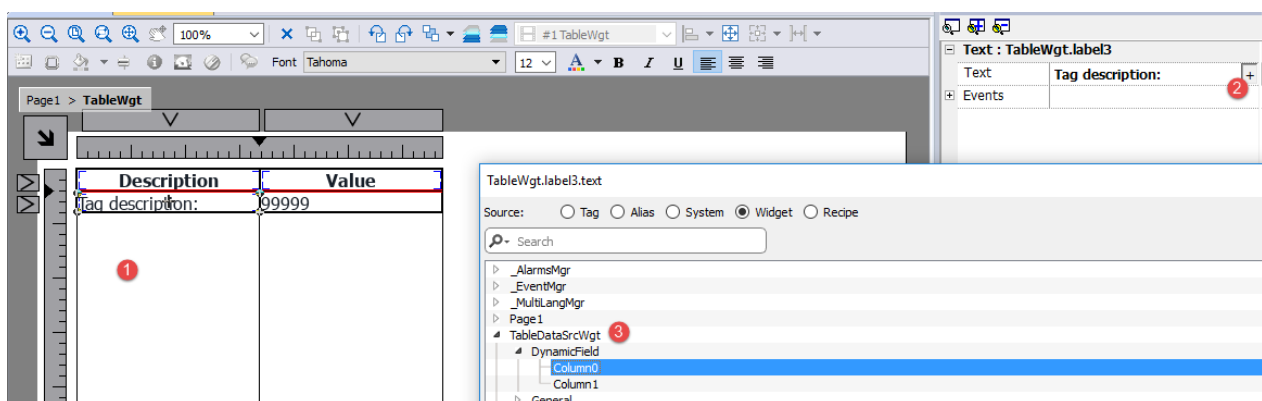 100%
#1 TableWgt
Font Tahoma
12
A B I U
Page1 > TableWgt
Description Value
Tag description: 99999
1
Text : TableWgt.label3
Text Tag description: +
2
Events
TableWgt.label3.text
Source: Tag Alias System Widget Recipe
Search
_AlarmsMgr
_EventMgr
_MultiLangMgr
Page1
TableDataSrcWgt 3
DynamicField
Column0
Column1
General